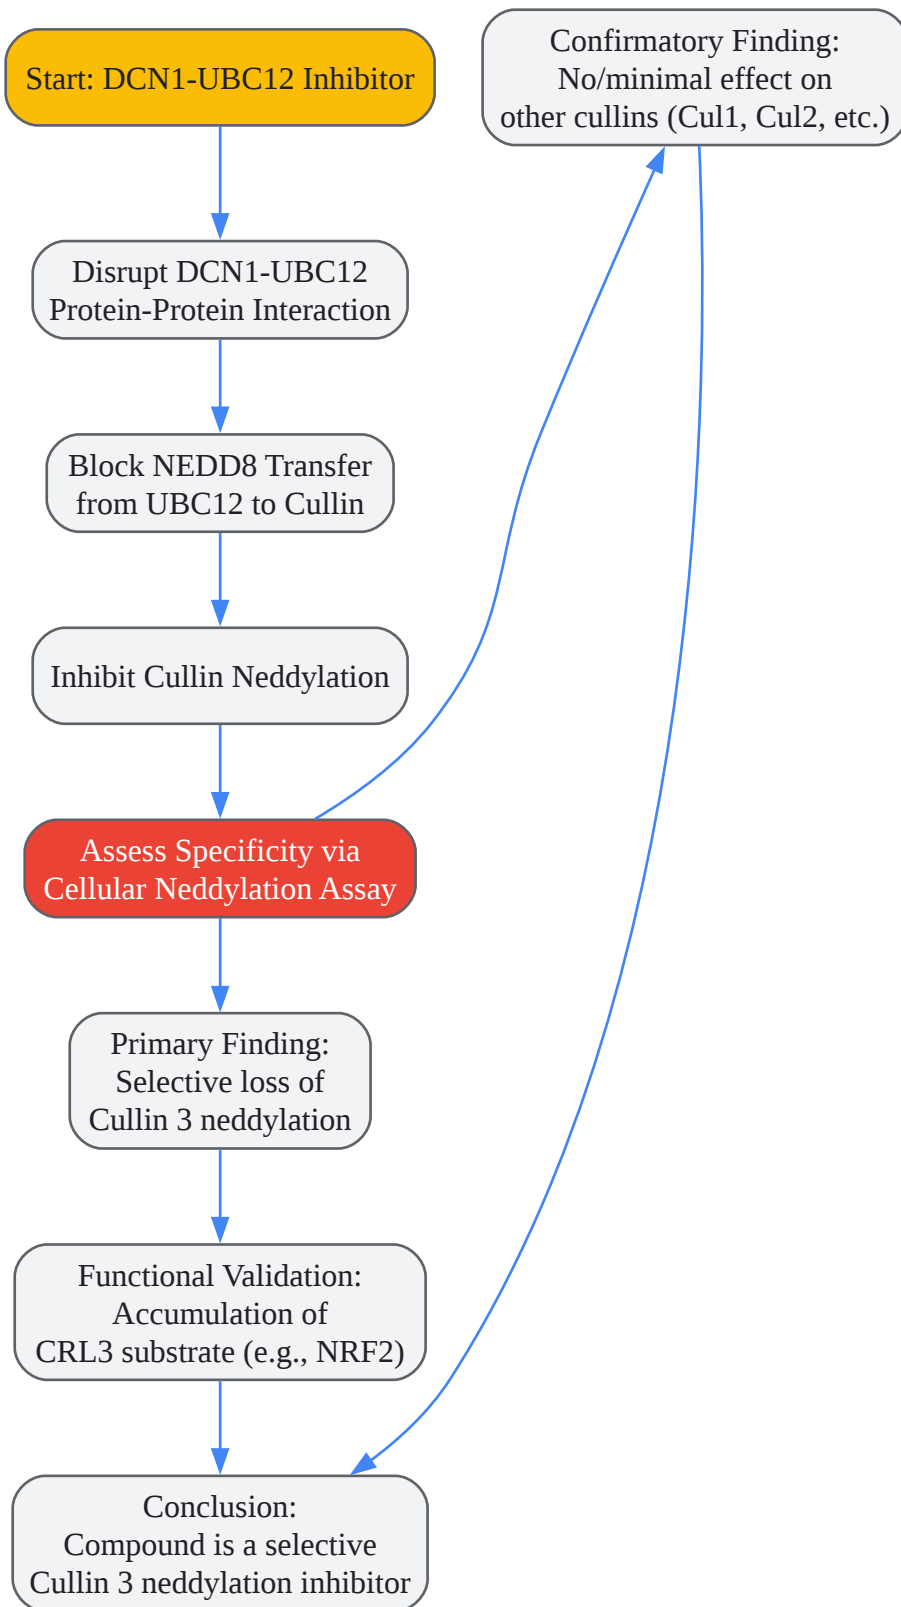 Start: DCN1-UBC12 Inhibitor
Confirmatory Finding:
No/minimal effect on
other cullins (Cul1, Cul2, etc.)
Disrupt DCN1-UBC12
Protein-Protein Interaction
Block NEDD8 Transfer
from UBC12 to Cullin
Inhibit Cullin Neddylation
Assess Specificity via
Cellular Neddylation Assay
Primary Finding:
Selective loss of
Cullin 3 neddylation
Functional Validation:
Accumulation of
CRL3 substrate (e.g., NRF2)
Conclusion:
Compound is a selective
Cullin 3 neddylation inhibitor